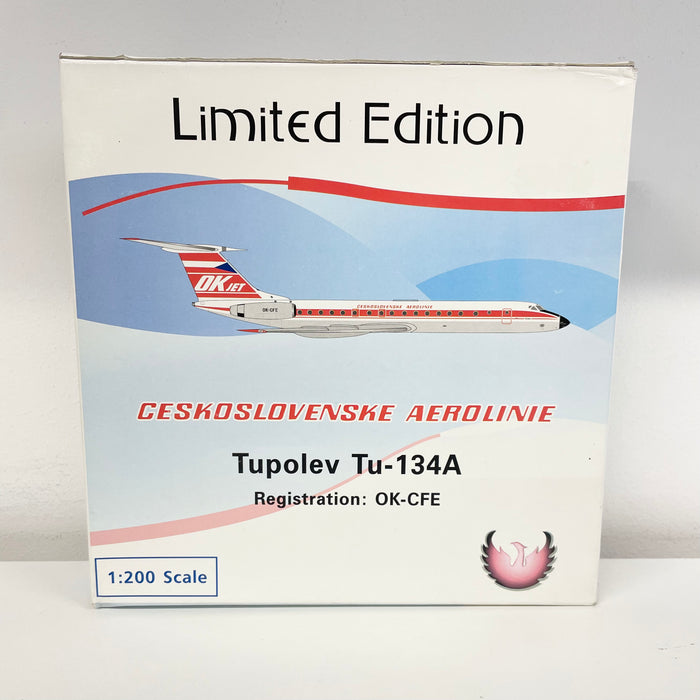 Limited Edition
OK JET
OK-CFE
CESKOSLOVENSKE AEROLINIE
CESKOSLOVENSKE AEROLINIE
Tupolev Tu-134A
Registration: OK-CFE
1:200 Scale